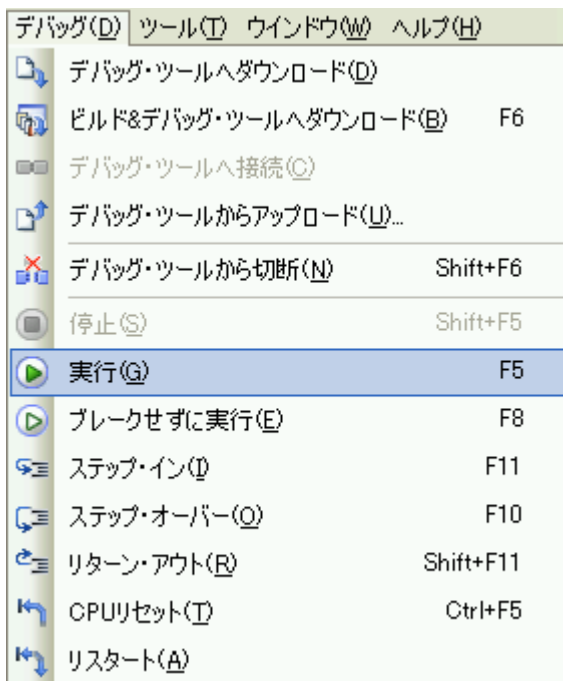 デバッグ(D) ツール(T) ウインドウ(W) ヘルプ(H)
デバッグ・ツールへダウンロード(D)
ビルド&デバッグ・ツールへダウンロード(B) F6
デバッグ・ツールへ接続(C)
デバッグ・ツールからアップロード(U)...
デバッグ・ツールから切断(N) Shift+F6
停止(S) Shift+F5
実行(G) F5
ブレークせずに実行(E) F8
ステップ・イン(I) F11
ステップ・オーバー(O) F10
リターン・アウト(R) Shift+F11
CPUリセット(T) Ctrl+F5
リスタート(A)